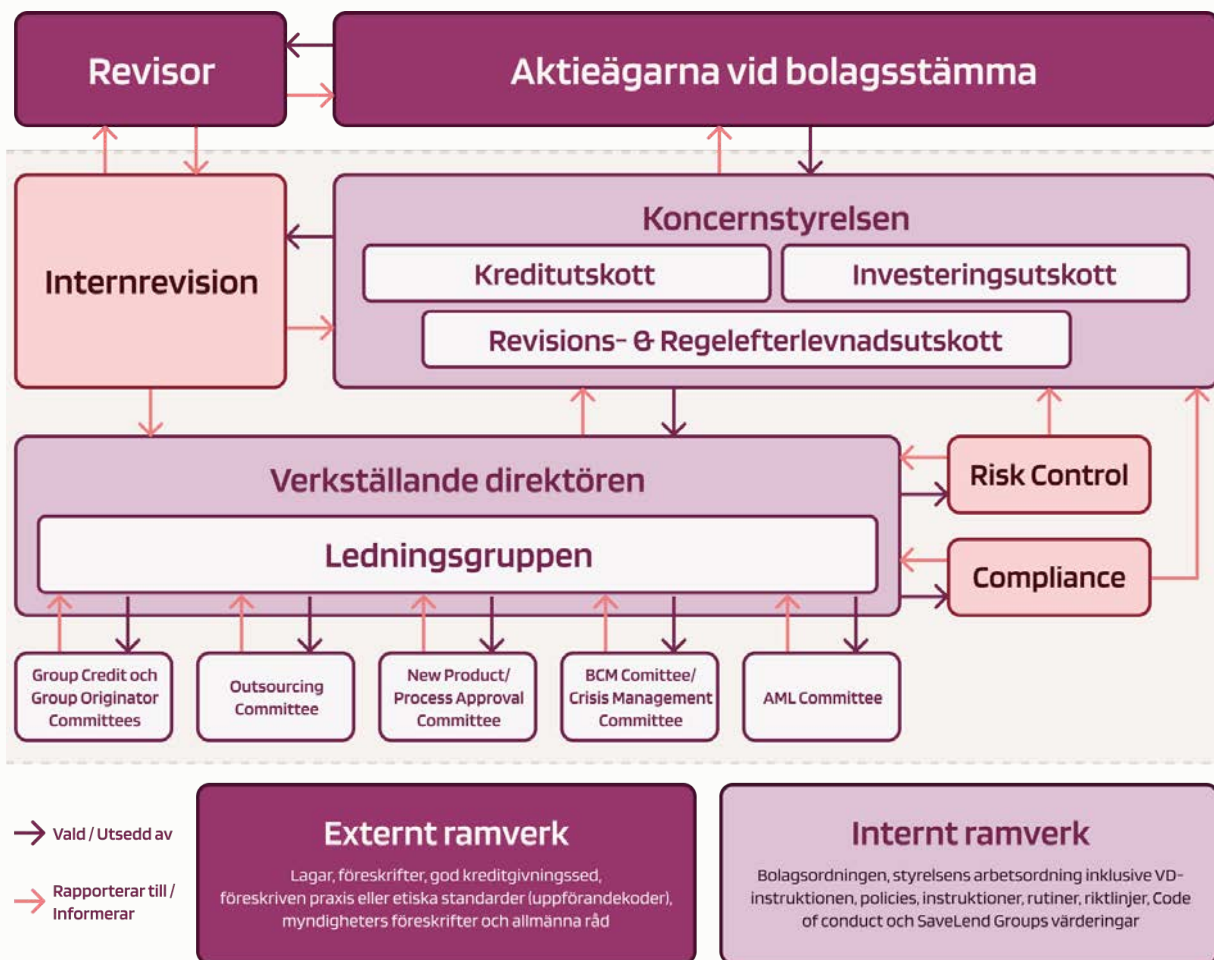 Revisor
Aktieägarna vid bolagsstämma
Internrevision
Koncernstyrelsen
Kreditutskott
Investeringsutskott
Revisions- & Regelefterlevnadsutskott
Verkställande direktören
Ledningsgruppen
Risk Control
Compliance
Group Credit och
Group Originator
Committees
Outsourcing
Committee
New Product/
Process Approval
Committee
BCM Comittee/
Crisis Management
Committee
AML Committee
Vald / Utsedd av
Rapporterar till /
Informerar
Externt ramverk
Lagar, föreskrifter, god kreditgivningssed,
föreskriven praxis eller etiska standarder (uppförandekoder),
myndigheters föreskrifter och allmänna råd
Internt ramverk
Bolagsordningen, styrelsens arbetsordning inklusive VD-
instruktionen, policies, instruktioner, rutiner, riktlinjer, Code
of conduct och SaveLend Groups värderingar